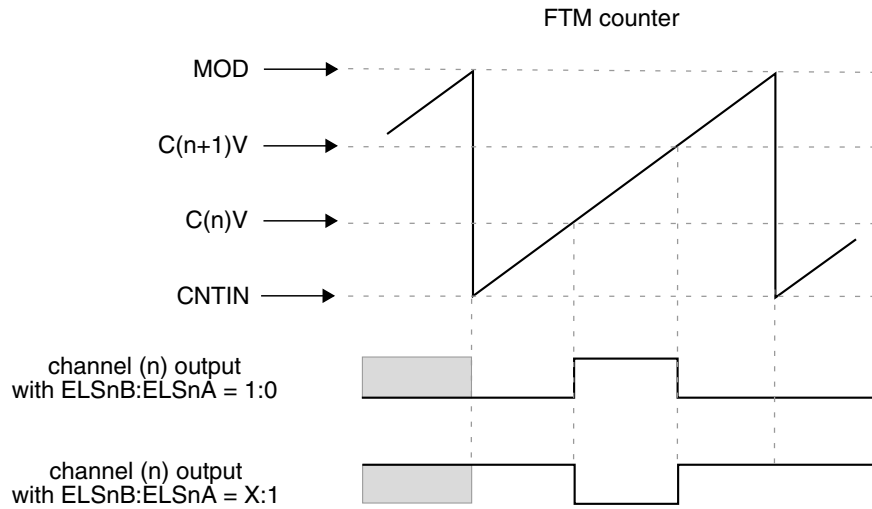 FTM counter
MOD
C(n+1)V
C(n)V
CNTIN
channel (n) output
with ELSnB:ELSnA = 1:0
channel (n) output
with ELSnB:ELSnA = X:1